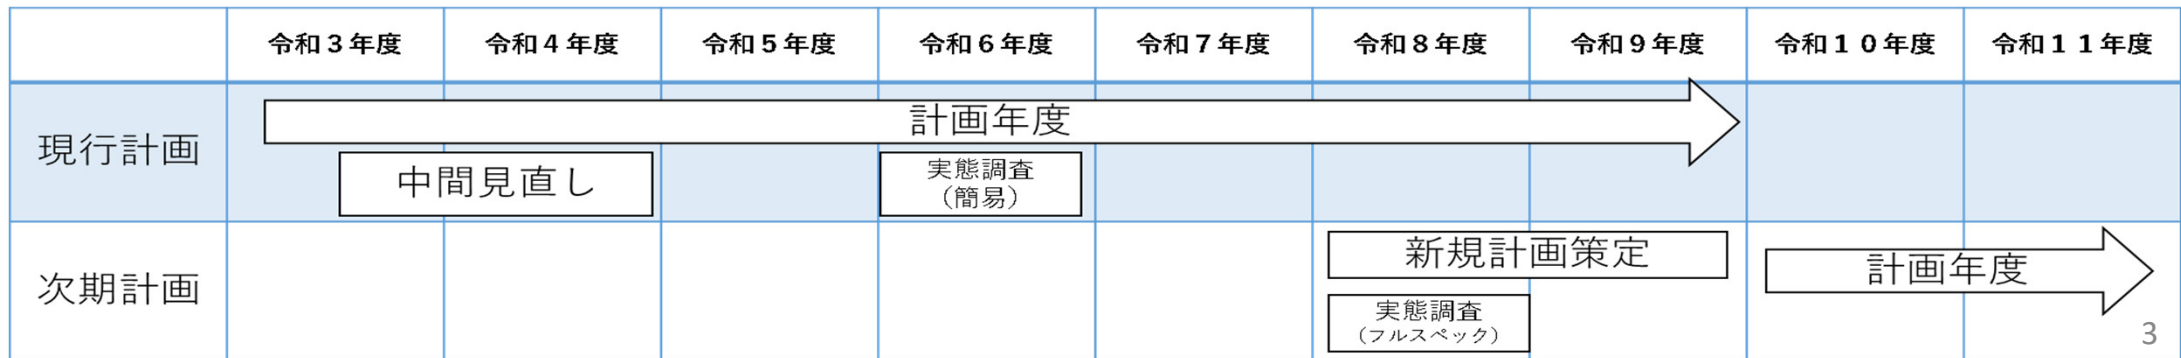 令和３年度 令和４年度 令和５年度 令和６年度 令和７年度 令和８年度 令和９年度 令和１０年度 令和１１年度
現行計画
計画年度
中間見直し
実態調査
（簡易）
次期計画
新規計画策定
実態調査
（フルスペック）
計画年度
3